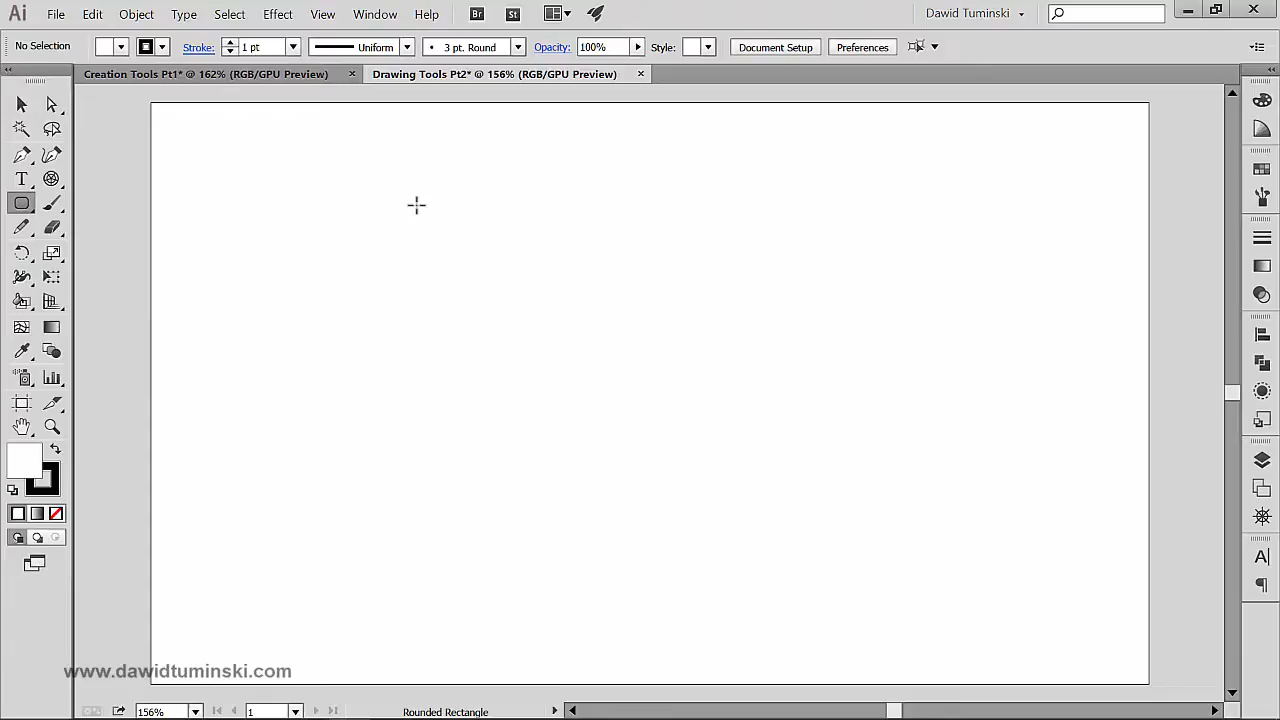 Ai File Edit Object Type Select Effect View Window Help Br St Dawid Tuminski
No Selection Stroke: 1 pt Uniform 3 pt. Round Opacity: 100% Style: Document Setup Preferences
Creation Tools Pt1* @ 162% (RGB/GPU Preview) Drawing Tools Pt2* @ 156% (RGB/GPU Preview)
www.dawidtuminski.com
156% 1 Rounded Rectangle